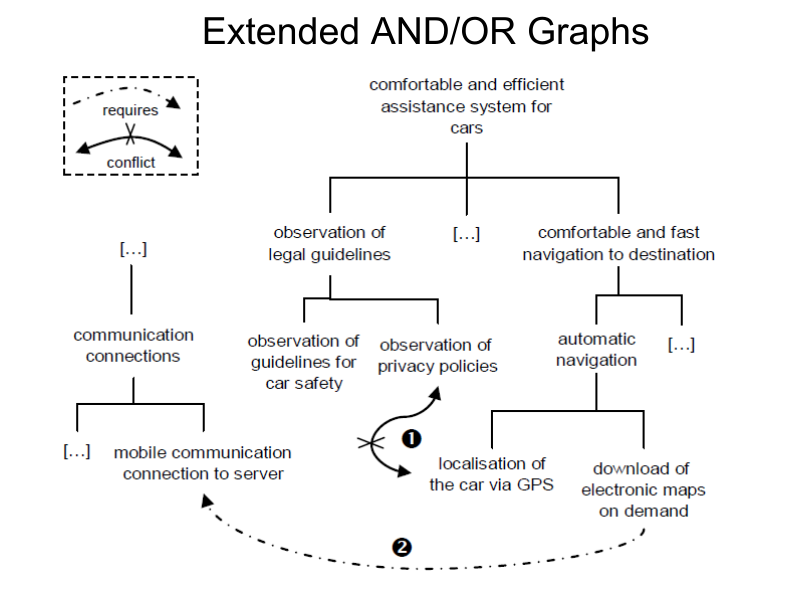 Extended AND/OR Graphs
requires
conflict
comfortable and efficient
assistance system for
cars
[...]
observation of
legal guidelines
[...]
comfortable and fast
navigation to destination
communication
connections
observation of
guidelines for
car safety
observation of
privacy policies
automatic
navigation
[...]
[...]
mobile communication
connection to server
❶
localisation of
the car via GPS
download of
electronic maps
on demand
❷